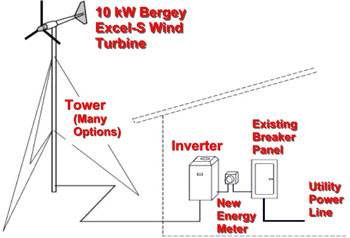 10 kW Bergey
Excel-S Wind
Turbine
Tower
(Many
Options)
Inverter
Existing
Breaker
Panel
New
Energy
Meter
Utility
Power
Line